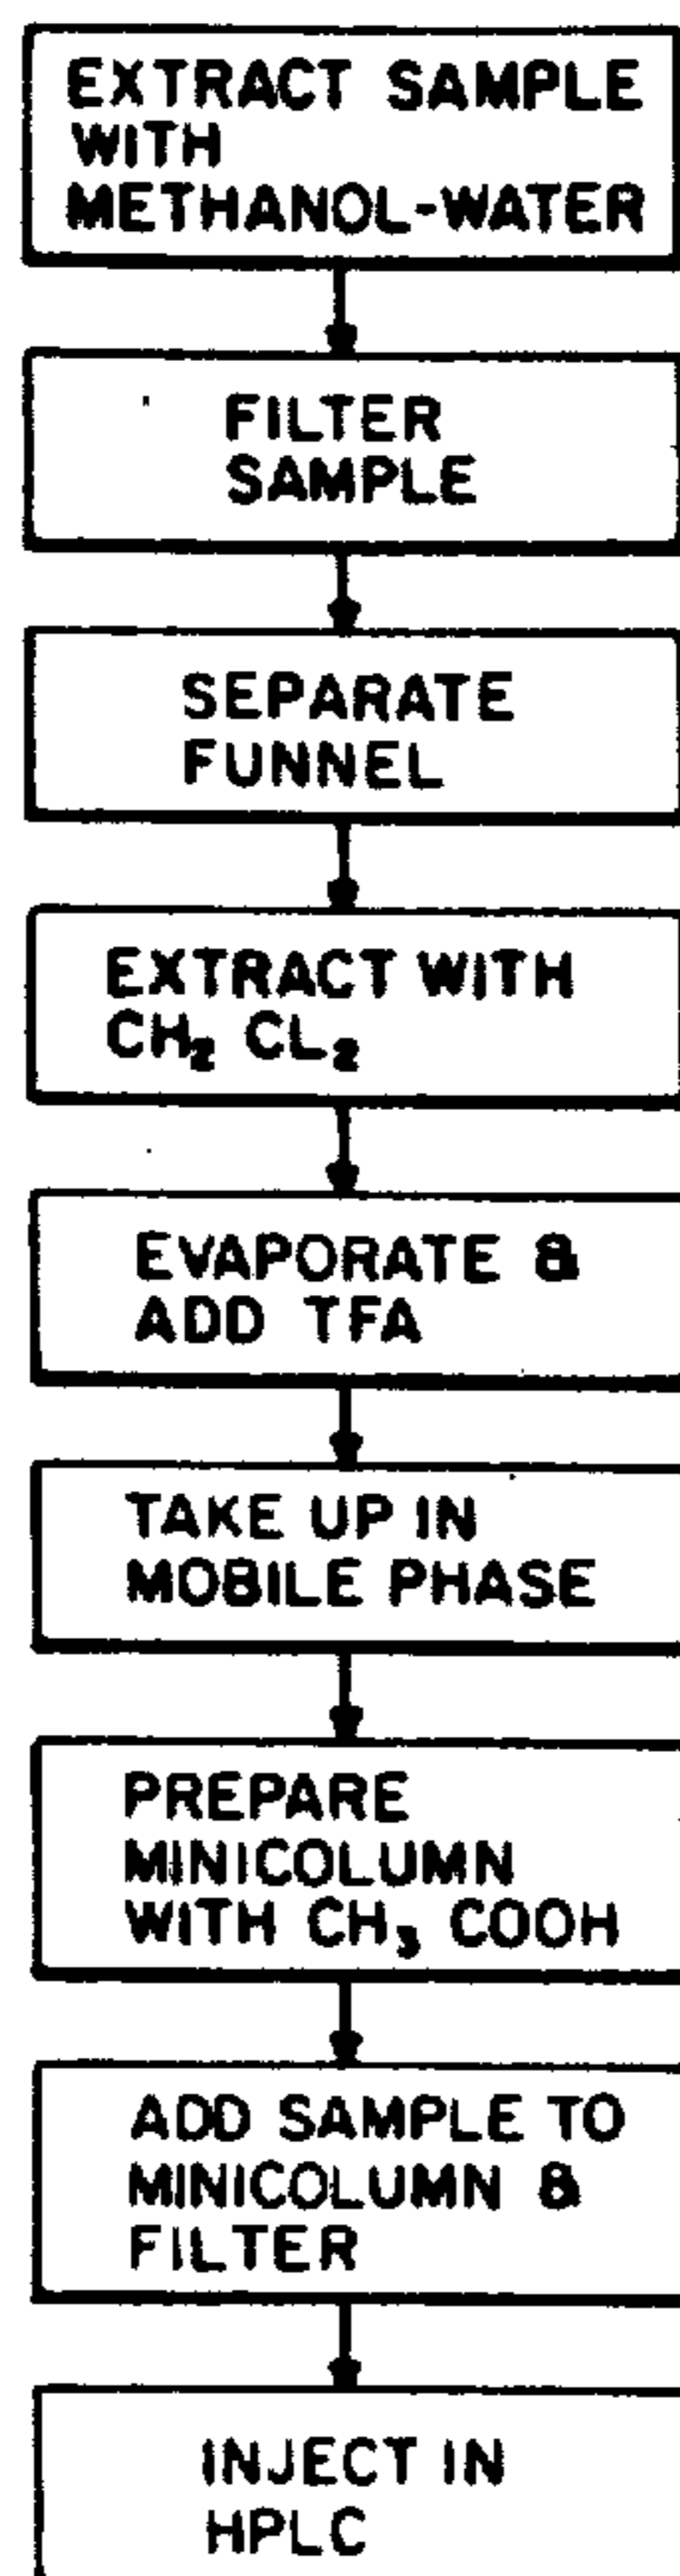 EXTRACT SAMPLE
WITH
METHANOL-WATER
FILTER
SAMPLE
SEPARATE
FUNNEL
EXTRACT WITH
CH₂ CL₂
EVAPORATE &
ADD TFA
TAKE UP IN
MOBILE PHASE
PREPARE
MINICOLUMN
WITH CH₃ COOH
ADD SAMPLE TO
MINICOLUMN &
FILTER
INJECT IN
HPLC